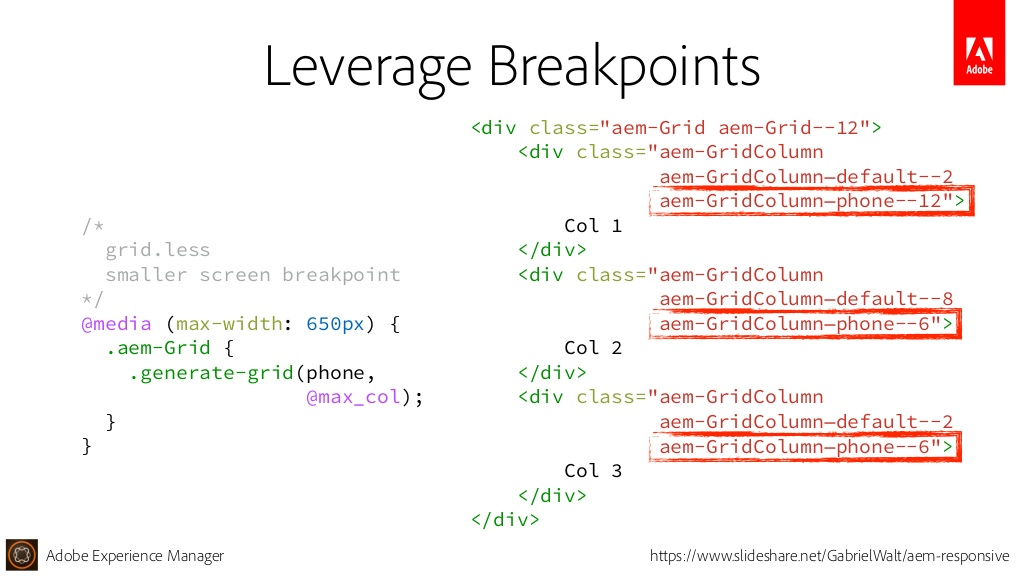 Leverage Breakpoints
Adobe
/*
grid.less
smaller screen breakpoint
*/
@media (max-width: 650px) {
.aem-Grid {
.generate-grid(phone,
@max_col);
}
}
<div class="aem-Grid aem-Grid--12">
<div class="aem-GridColumn
aem-GridColumn—default--2
aem-GridColumn—phone--12">
Col 1
</div>
<div class="aem-GridColumn
aem-GridColumn—default--8
aem-GridColumn—phone--6">
Col 2
</div>
<div class="aem-GridColumn
aem-GridColumn—default--2
aem-GridColumn—phone--6">
Col 3
</div>
</div>
Adobe Experience Manager
https://www.slideshare.net/GabrielWalt/aem-responsive